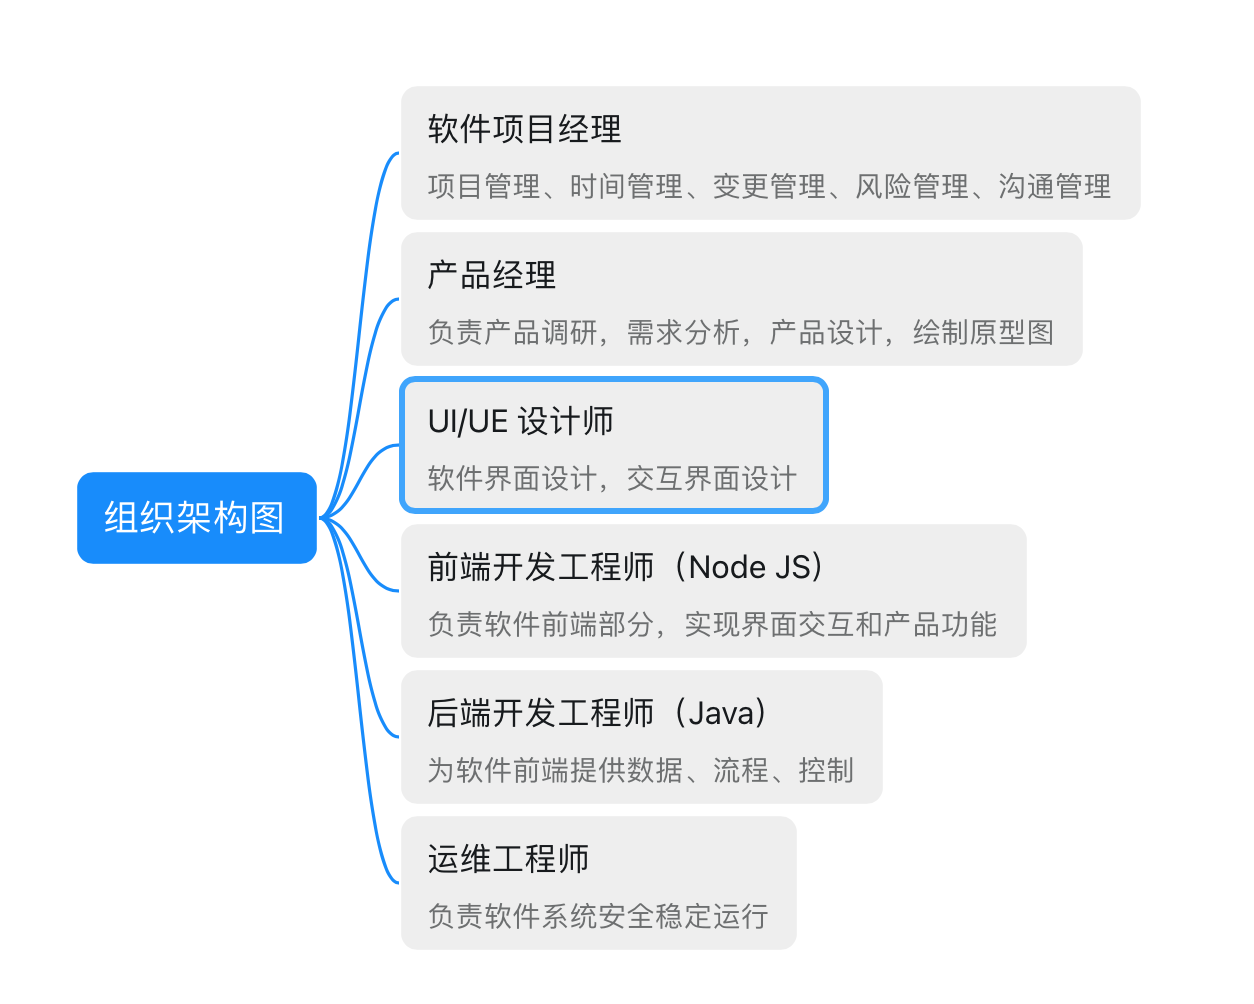 软件项目经理
项目管理、时间管理、变更管理、风险管理、沟通管理
产品经理
负责产品调研，需求分析，产品设计，绘制原型图
UI/UE 设计师
软件界面设计，交互界面设计
组织架构图
前端开发工程师（Node JS）
负责软件前端部分，实现界面交互和产品功能
后端开发工程师（Java）
为软件前端提供数据、流程、控制
运维工程师
负责软件系统安全稳定运行